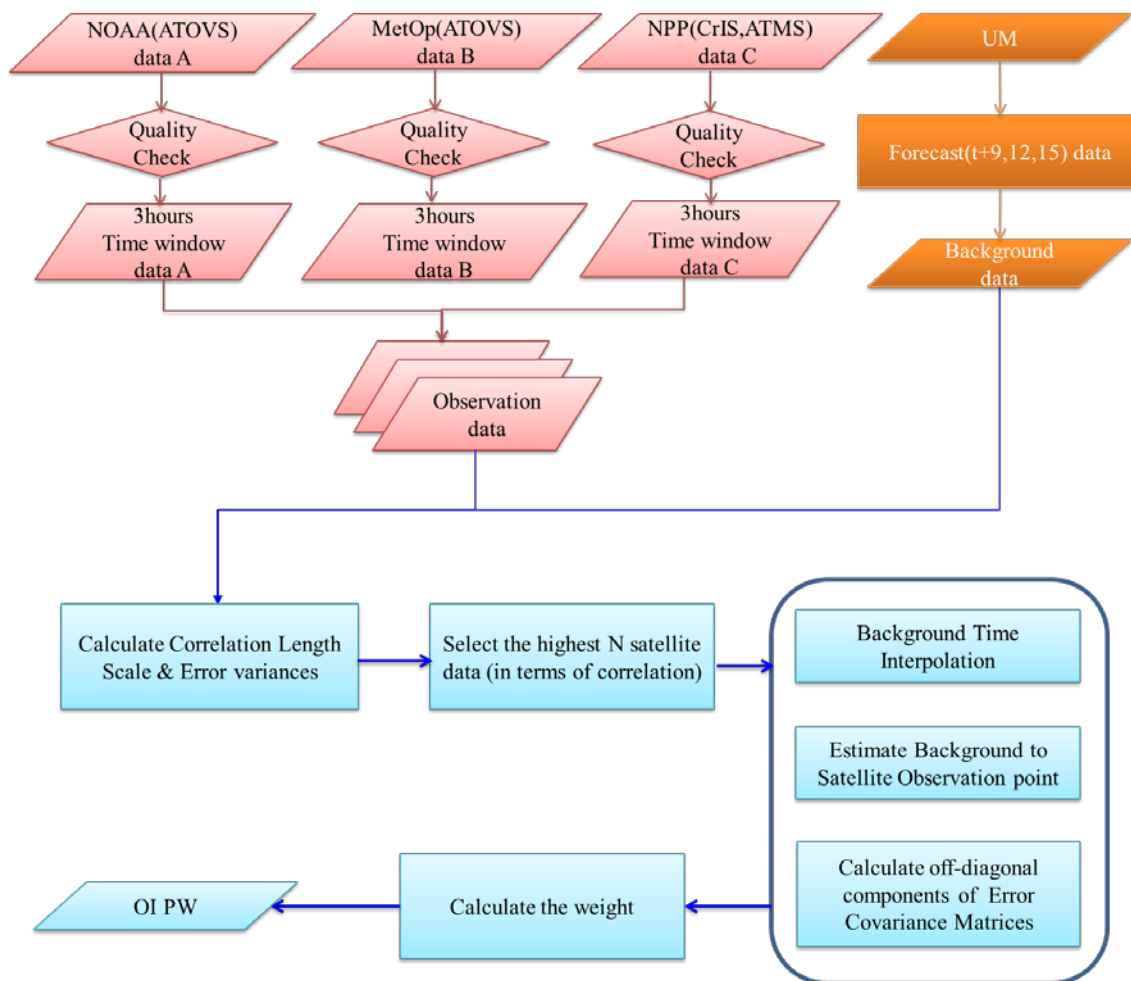 NOAA(ATOVS)
data A
MetOp(ATOVS)
data B
NPP(CrIS,ATMS)
data C
UM
Quality
Check
Quality
Check
Quality
Check
Forecast(t+9,12,15) data
3hours
Time window
data A
3hours
Time window
data B
3hours
Time window
data C
Background
data
Observation
data
Calculate Correlation Length
Scale & Error variances
Select the highest N satellite
data (in terms of correlation)
Background Time
Interpolation
Estimate Background to
Satellite Observation point
Calculate off-diagonal
components of Error
Covariance Matrices
Calculate the weight
OI PW